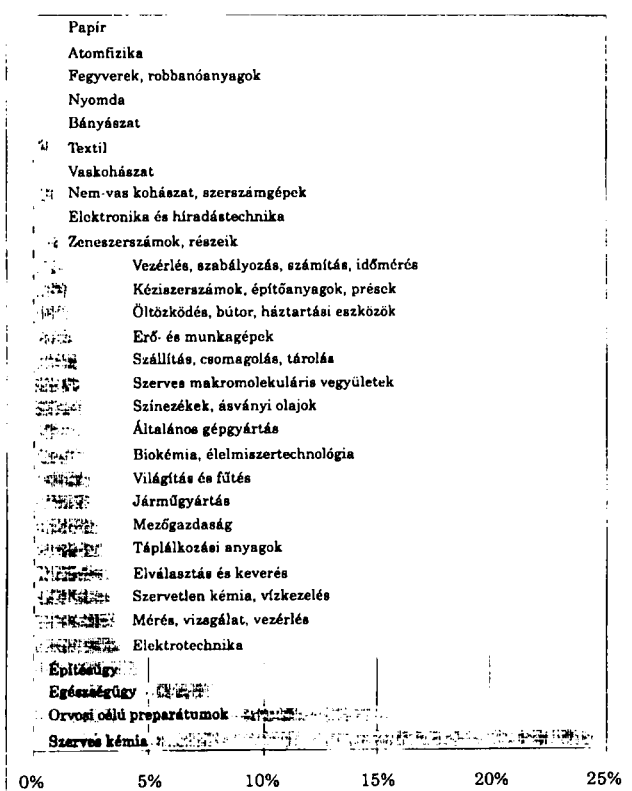 Papír
Atomfizika
Fegyverek, robbanóanyagok
Nyomda
Bányászat
Textil
Vaskohászat
Nem-vas kohászat, szerszámgépek
Elektronika és híradástechnika
Zeneszerszámok, részeik
Vezérlés, szabályozás, számítás, időmérés
Kéziszerszámok, építőanyagok, prések
Öltözködés, bútor, háztartási eszközök
Erő- és munkagépek
Szállítás, csomagolás, tárolás
Szerves makromolekuláris vegyületek
Színezékek, ásványi olajok
Általános gépgyártás
Biokémia, élelmiszertechnológia
Világítás és fűtés
Járműgyártás
Mezőgazdaság
Táplálkozási anyagok
Elválasztás és keverés
Szervetlen kémia, vízkezelés
Mérés, vizsgálat, vezérlés
Elektrotechnika
Építésügy
Egészségügy
Orvosi célú preparátumok
Szerves kémia
0% 5% 10% 15% 20% 25%